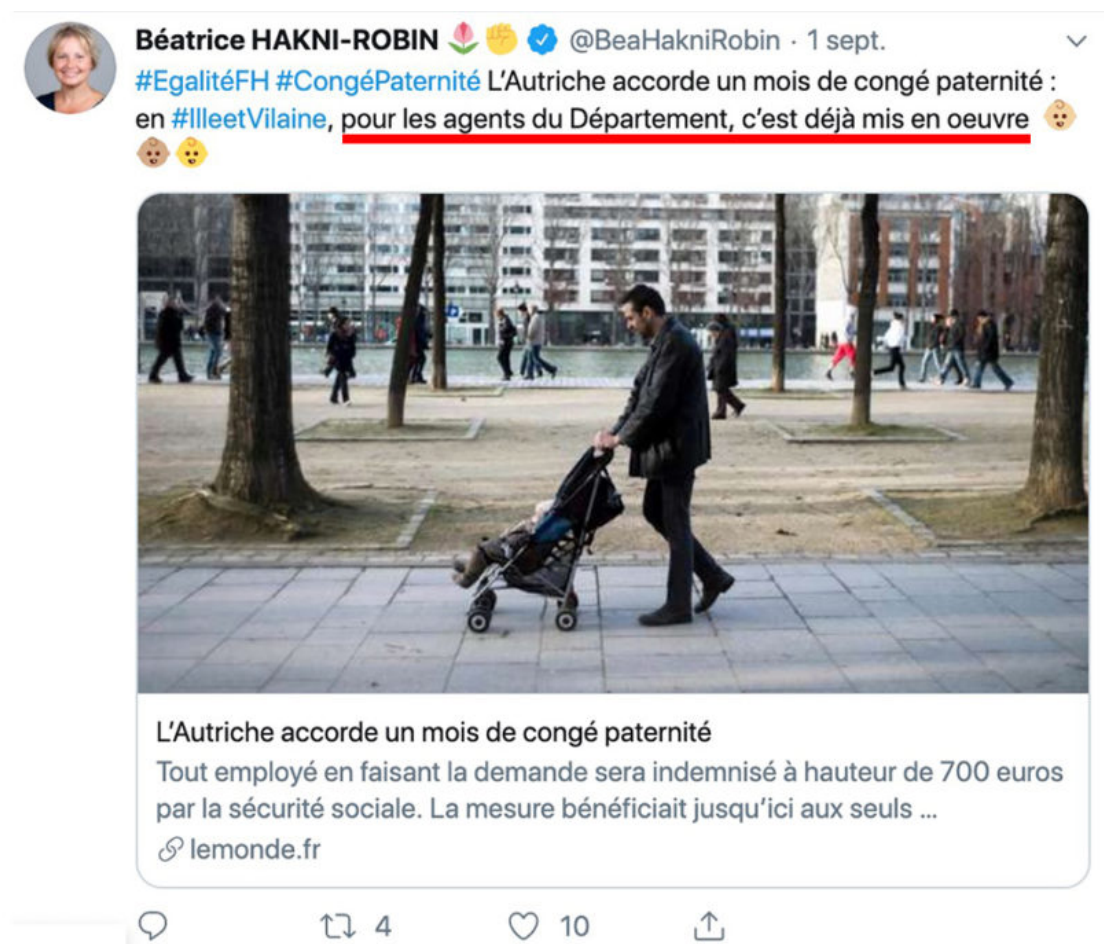 Béatrice HAKNI-ROBIN 🌷✊ @BeaHakniRobin · 1 sept.
#EgalitéFH #CongéPaternité L’Autriche accorde un mois de congé paternité :
en #IlleetVilaine, pour les agents du Département, c’est déjà mis en oeuvre 👶🏼
👶🏽👶
L’Autriche accorde un mois de congé paternité
Tout employé en faisant la demande sera indemnisé à hauteur de 700 euros
par la sécurité sociale. La mesure bénéficiait jusqu’ici aux seuls ...
lemonde.fr
4 10